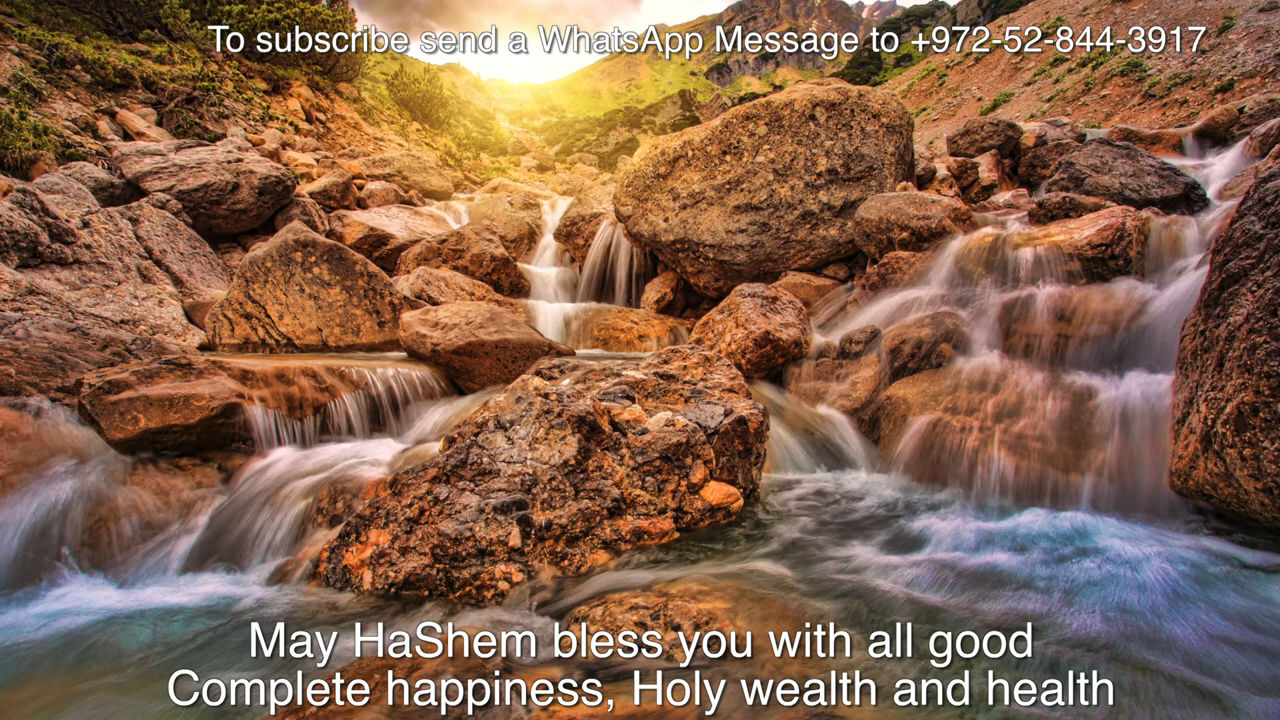 To subscribe send a WhatsApp Message to +972-52-844-3917
May HaShem bless you with all good
Complete happiness, Holy wealth and health